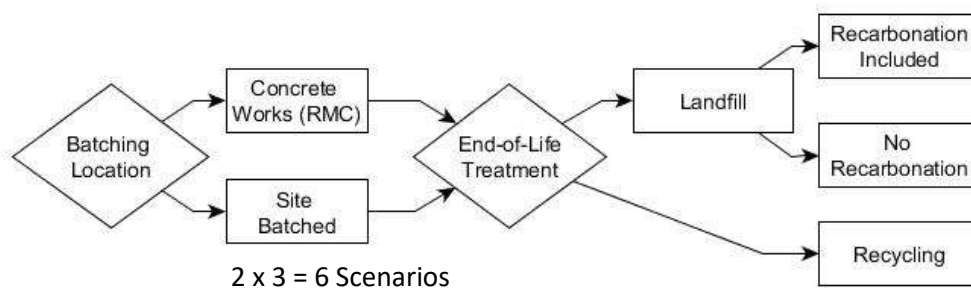 Batching
Location
Concrete
Works (RMC)
Site
Batched
End-of-Life
Treatment
Landfill
Recarbonation
Included
No
Recarbonation
Recycling
2 x 3 = 6 Scenarios